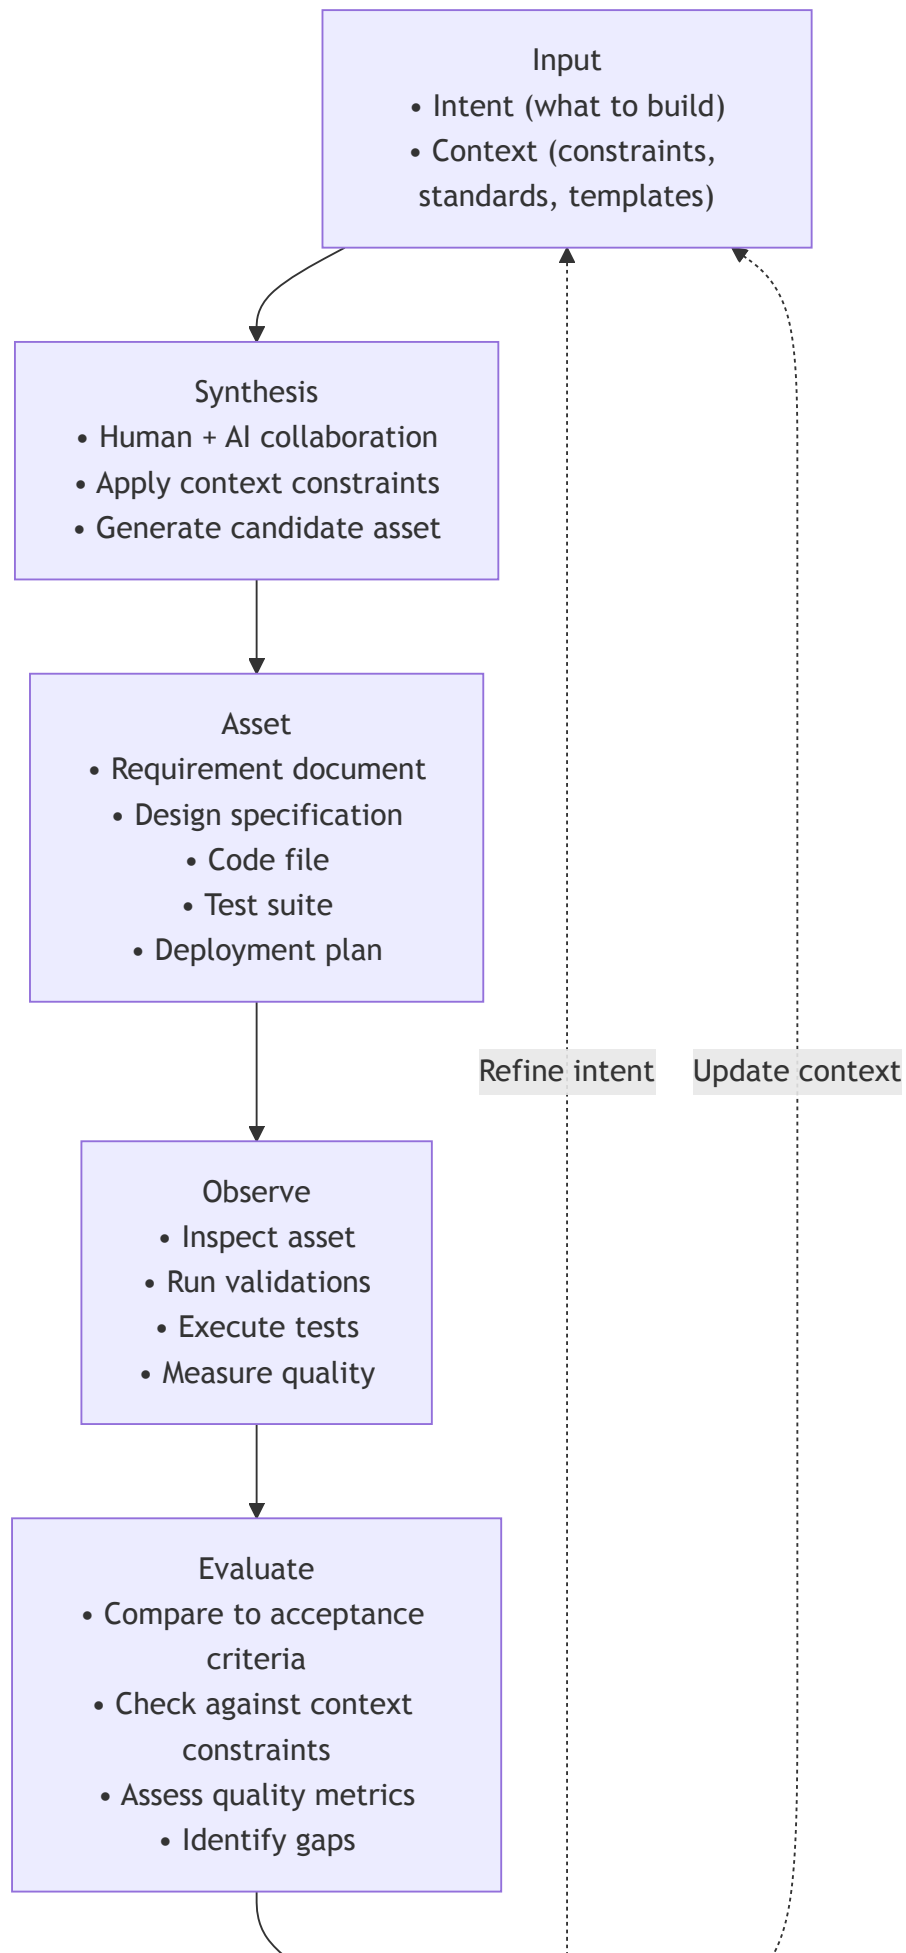 Input
• Intent (what to build)
• Context (constraints,
standards, templates)
Synthesis
• Human + AI collaboration
• Apply context constraints
• Generate candidate asset
Asset
• Requirement document
• Design specification
• Code file
• Test suite
• Deployment plan
Refine intent
Update context
Observe
• Inspect asset
• Run validations
• Execute tests
• Measure quality
Evaluate
• Compare to acceptance
criteria
• Check against context
constraints
• Assess quality metrics
• Identify gaps